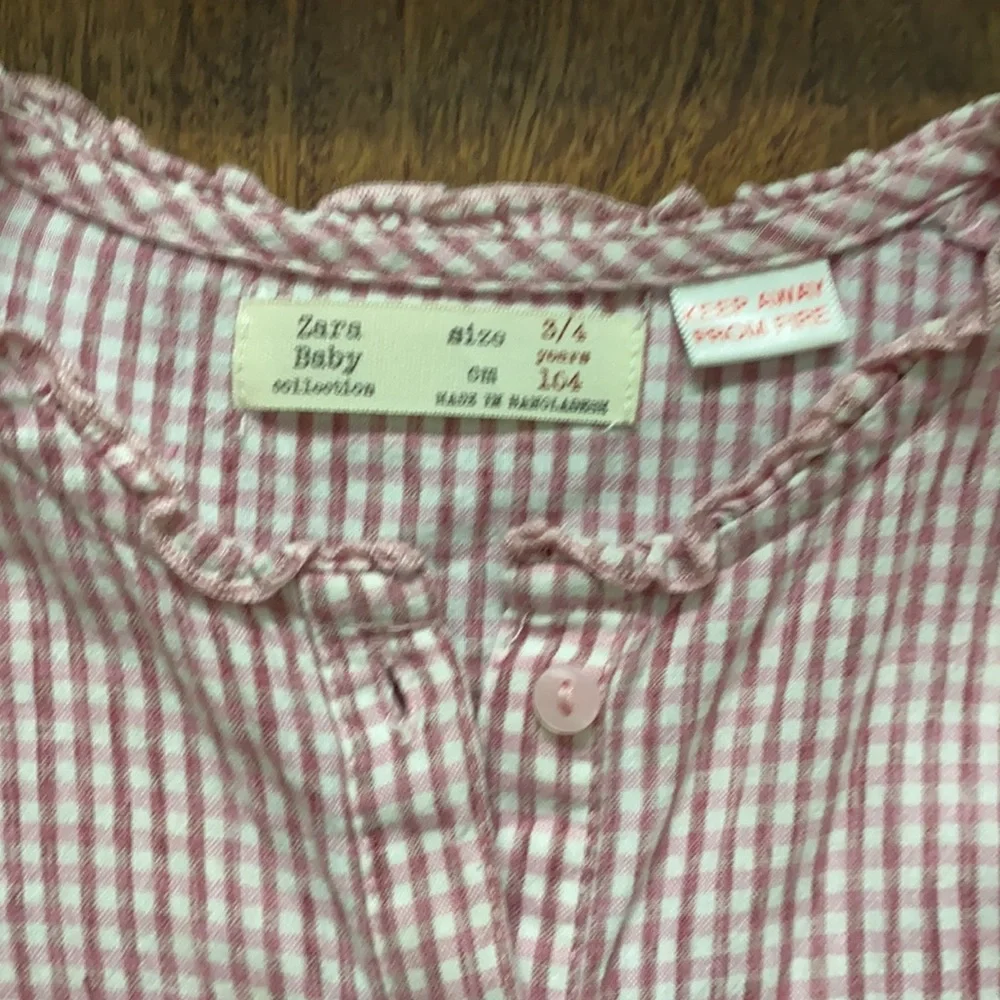 Zara
Baby
collection
size 3/4
years
cm 104
MADE IN BANGLADESH
KEEP AWAY
FROM FIRE